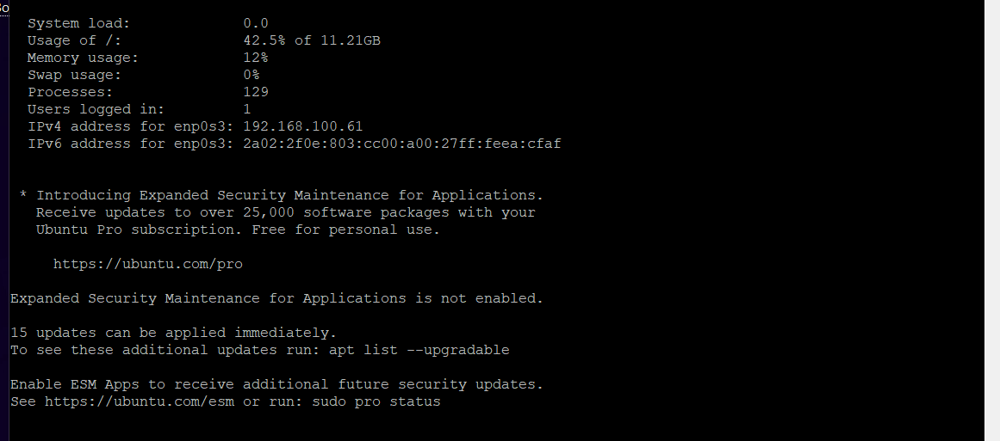 So
System load: 0.0
Usage of /: 42.5% of 11.21GB
Memory usage: 12%
Swap usage: 0%
Processes: 129
Users logged in: 1
IPv4 address for enp0s3: 192.168.100.61
IPv6 address for enp0s3: 2a02:2f0e:803:cc00:a00:27ff:feea:cfaf
* Introducing Expanded Security Maintenance for Applications.
Receive updates to over 25,000 software packages with your
Ubuntu Pro subscription. Free for personal use.
https://ubuntu.com/pro
Expanded Security Maintenance for Applications is not enabled.
15 updates can be applied immediately.
To see these additional updates run: apt list --upgradable
Enable ESM Apps to receive additional future security updates.
See https://ubuntu.com/esm or run: sudo pro status